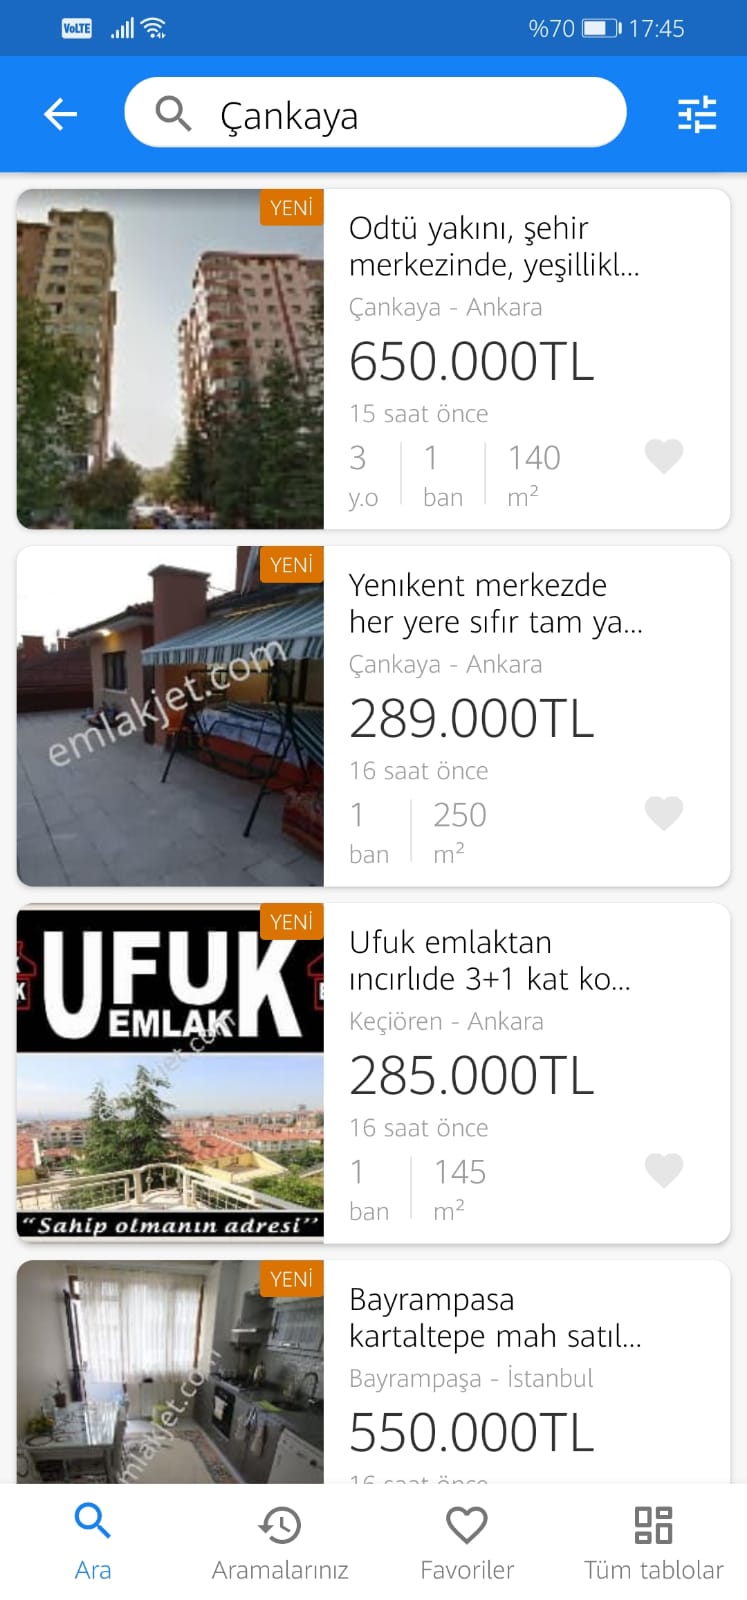 VoLTE %70 17:45
Çankaya
YENİ
Odtü yakını, şehir
merkezinde, yeşillikl...
Çankaya - Ankara
650.000TL
15 saat önce
3 1 140
y.o ban m²
YENİ
emlakjet.com
Yenıkent merkezde
her yere sıfır tam ya...
Çankaya - Ankara
289.000TL
16 saat önce
1 250
ban m²
YENİ
UFUK
EMLAK
emlakjet.com
"Sahip olmanın adresi"
Ufuk emlaktan
ıncırlıde 3+1 kat ko...
Keçiören - Ankara
285.000TL
16 saat önce
1 145
ban m²
YENİ
mlakjet.com
Bayrampasa
kartaltepe mah satıl...
Bayrampaşa - İstanbul
550.000TL
16 saat önce
Ara Aramalarınız Favoriler Tüm tablolar